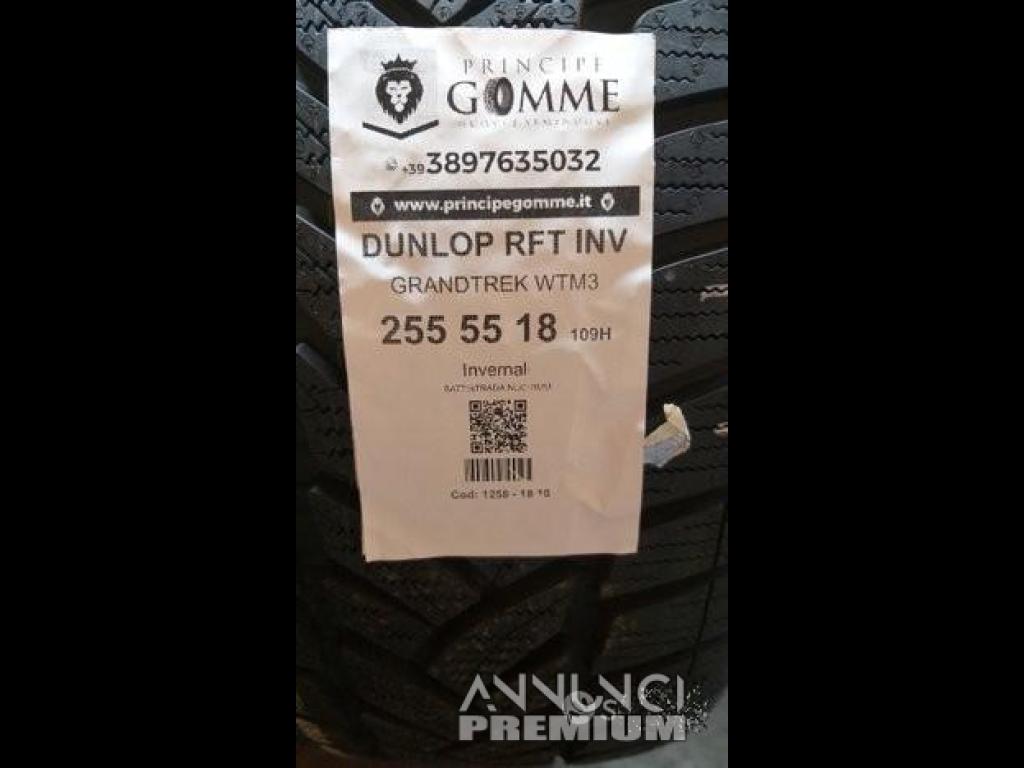 PRINCIPE
GOMME
+39 3897635032
www.principegomme.it
DUNLOP RFT INV
GRANDTREK WTM3
255 55 18 109H
Invernal
Cod: 1258 - 18 18
ANNUNCI
PREMIUM